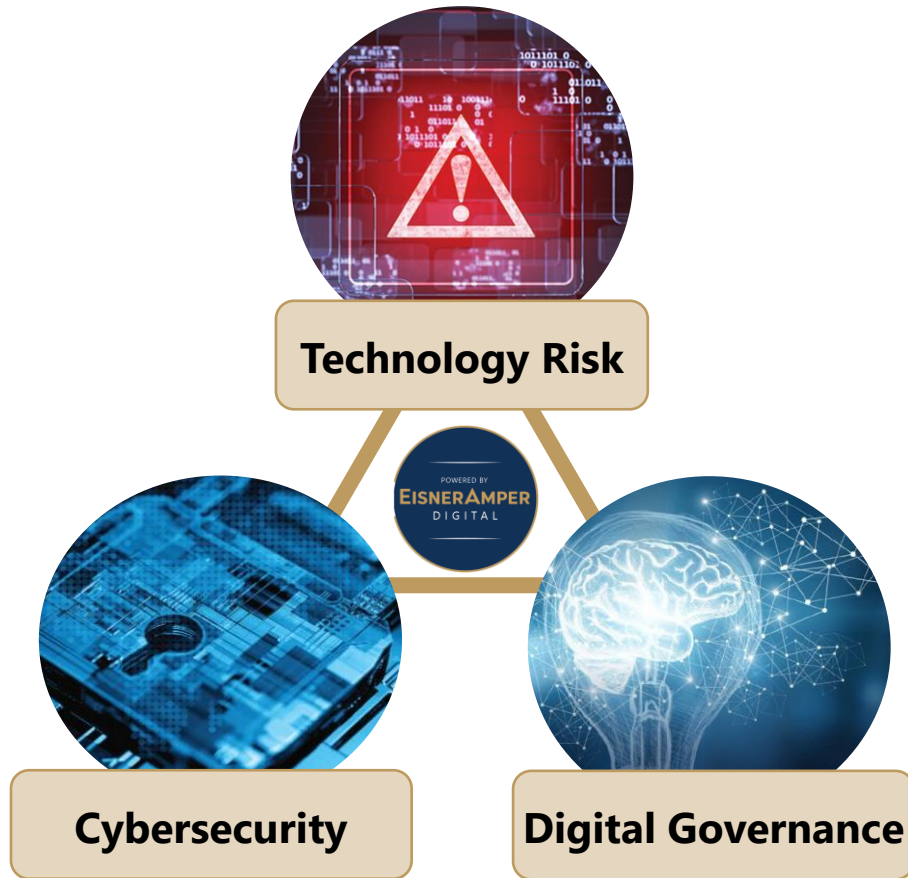 Technology Risk
POWERED BY
EISNERAMPER
DIGITAL
Cybersecurity
Digital Governance